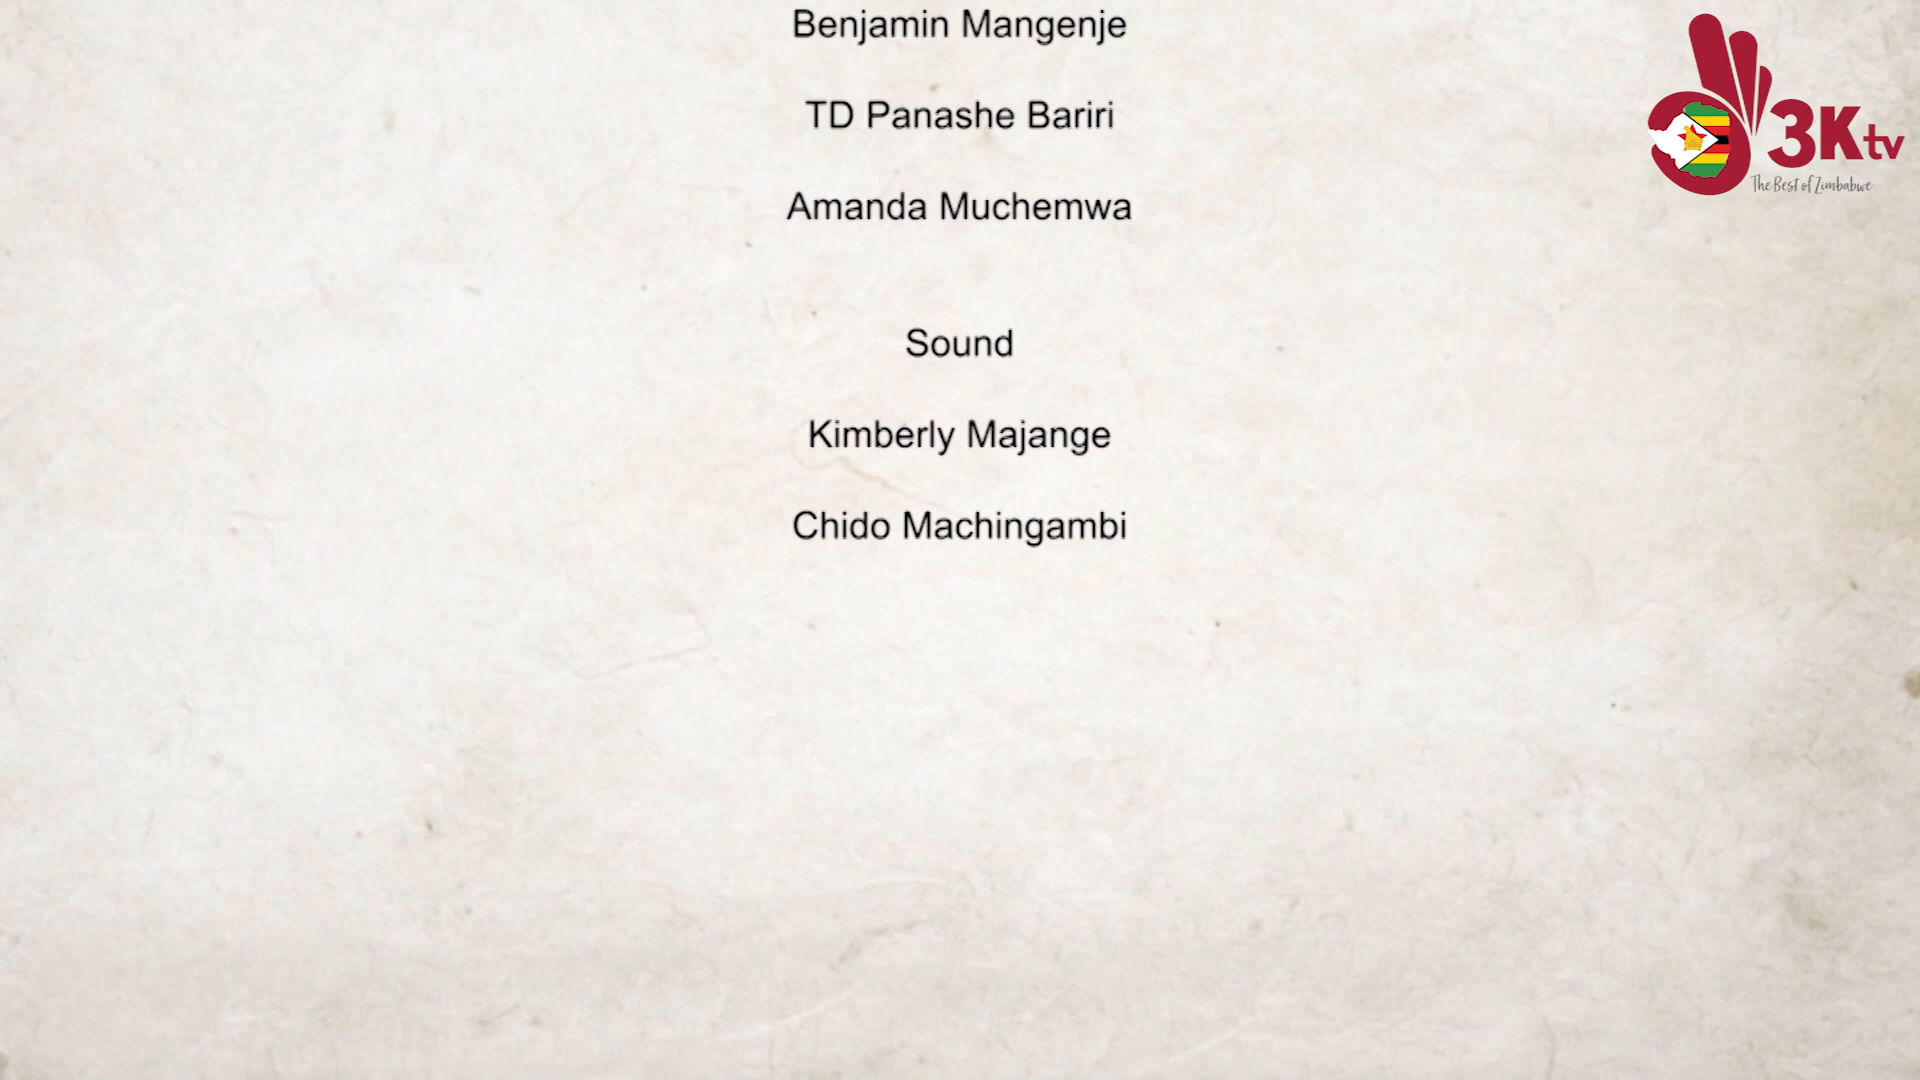 Benjamin Mangenje
TD Panashe Bariri
Amanda Muchemwa
Sound
Kimberly Majange
Chido Machingambi
3Ktv
The Best of Zimbabwe